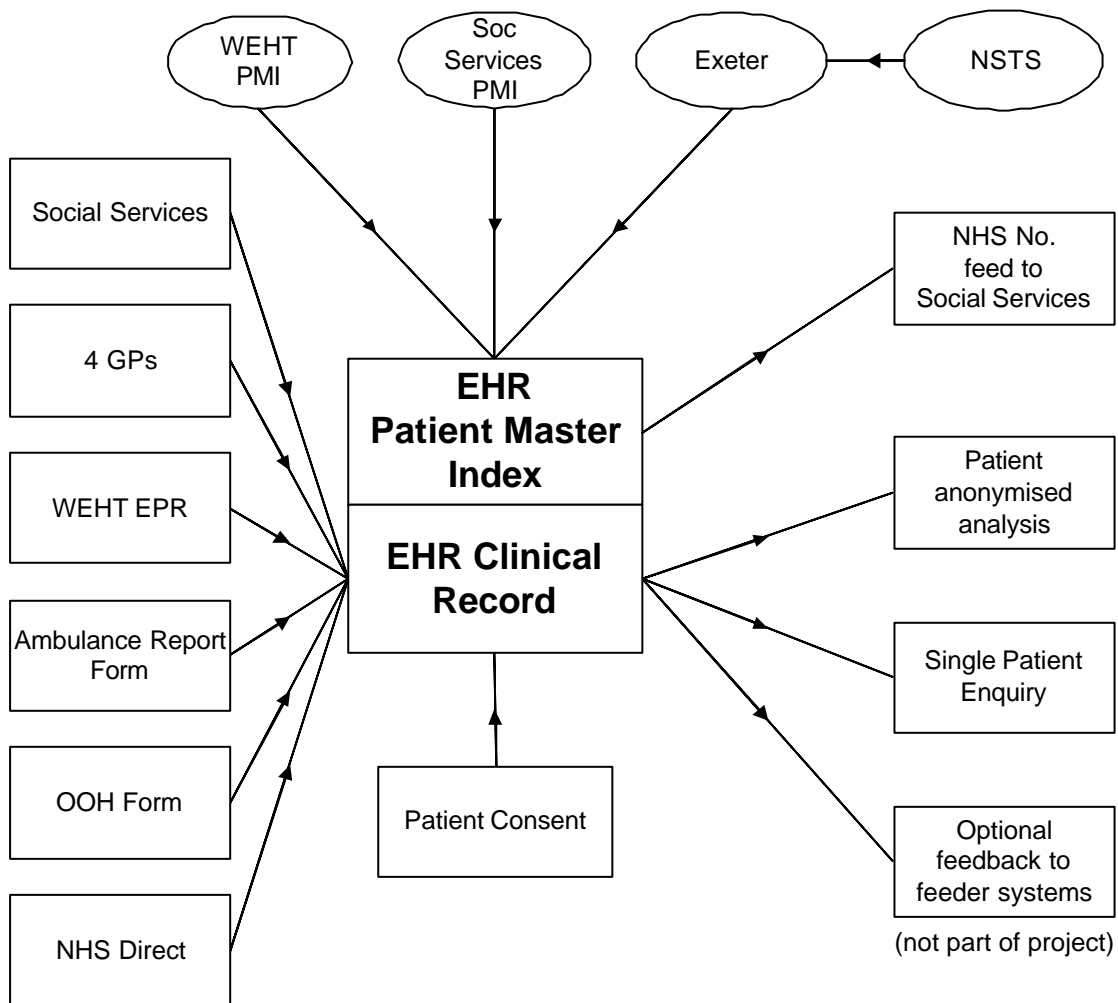 WEHT
PMI
Soc
Services
PMI
Exeter
NSTS
Social Services
4 GPs
WEHT EPR
Ambulance Report
Form
OOH Form
NHS Direct
EHR
Patient Master
Index
EHR Clinical
Record
Patient Consent
NHS No.
feed to
Social Services
Patient
anonymised
analysis
Single Patient
Enquiry
Optional
feedback to
feeder systems
(not part of project)